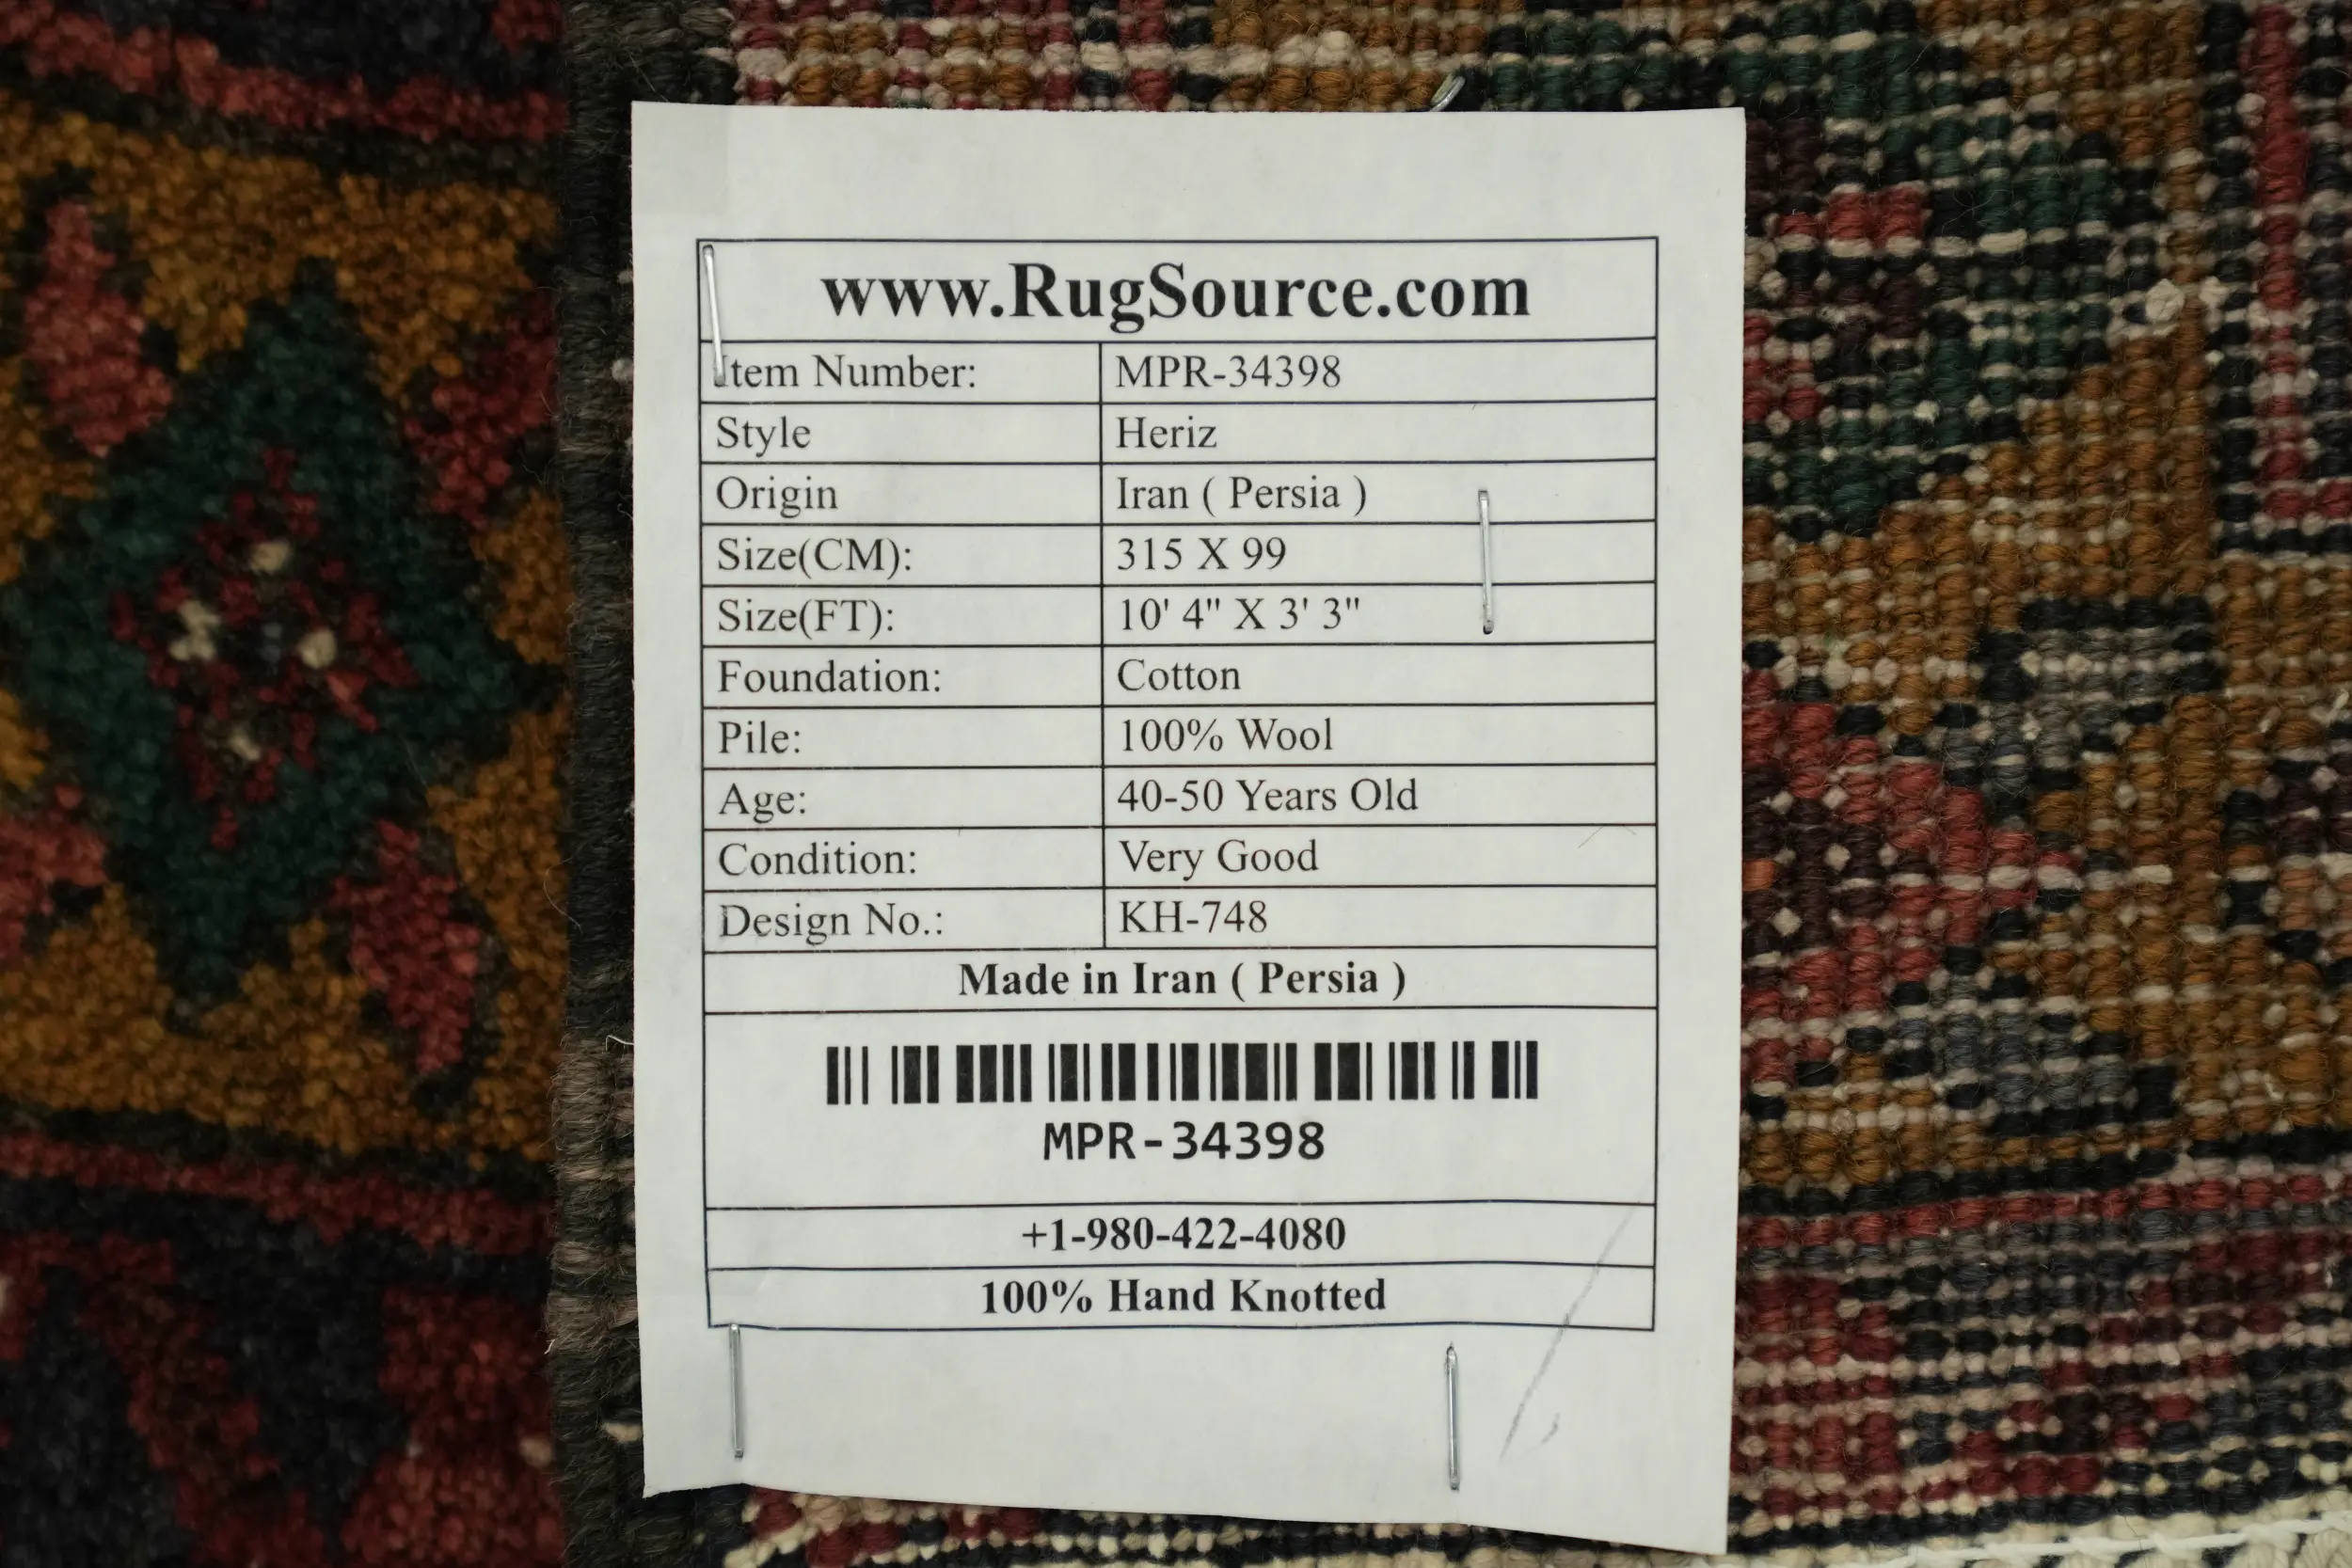 www.RugSource.com
Item Number: MPR-34398
Style Heriz
Origin Iran ( Persia )
Size(CM): 315 X 99
Size(FT): 10' 4" X 3' 3"
Foundation: Cotton
Pile: 100% Wool
Age: 40-50 Years Old
Condition: Very Good
Design No.: KH-748
Made in Iran ( Persia )
MPR-34398
+1-980-422-4080
100% Hand Knotted